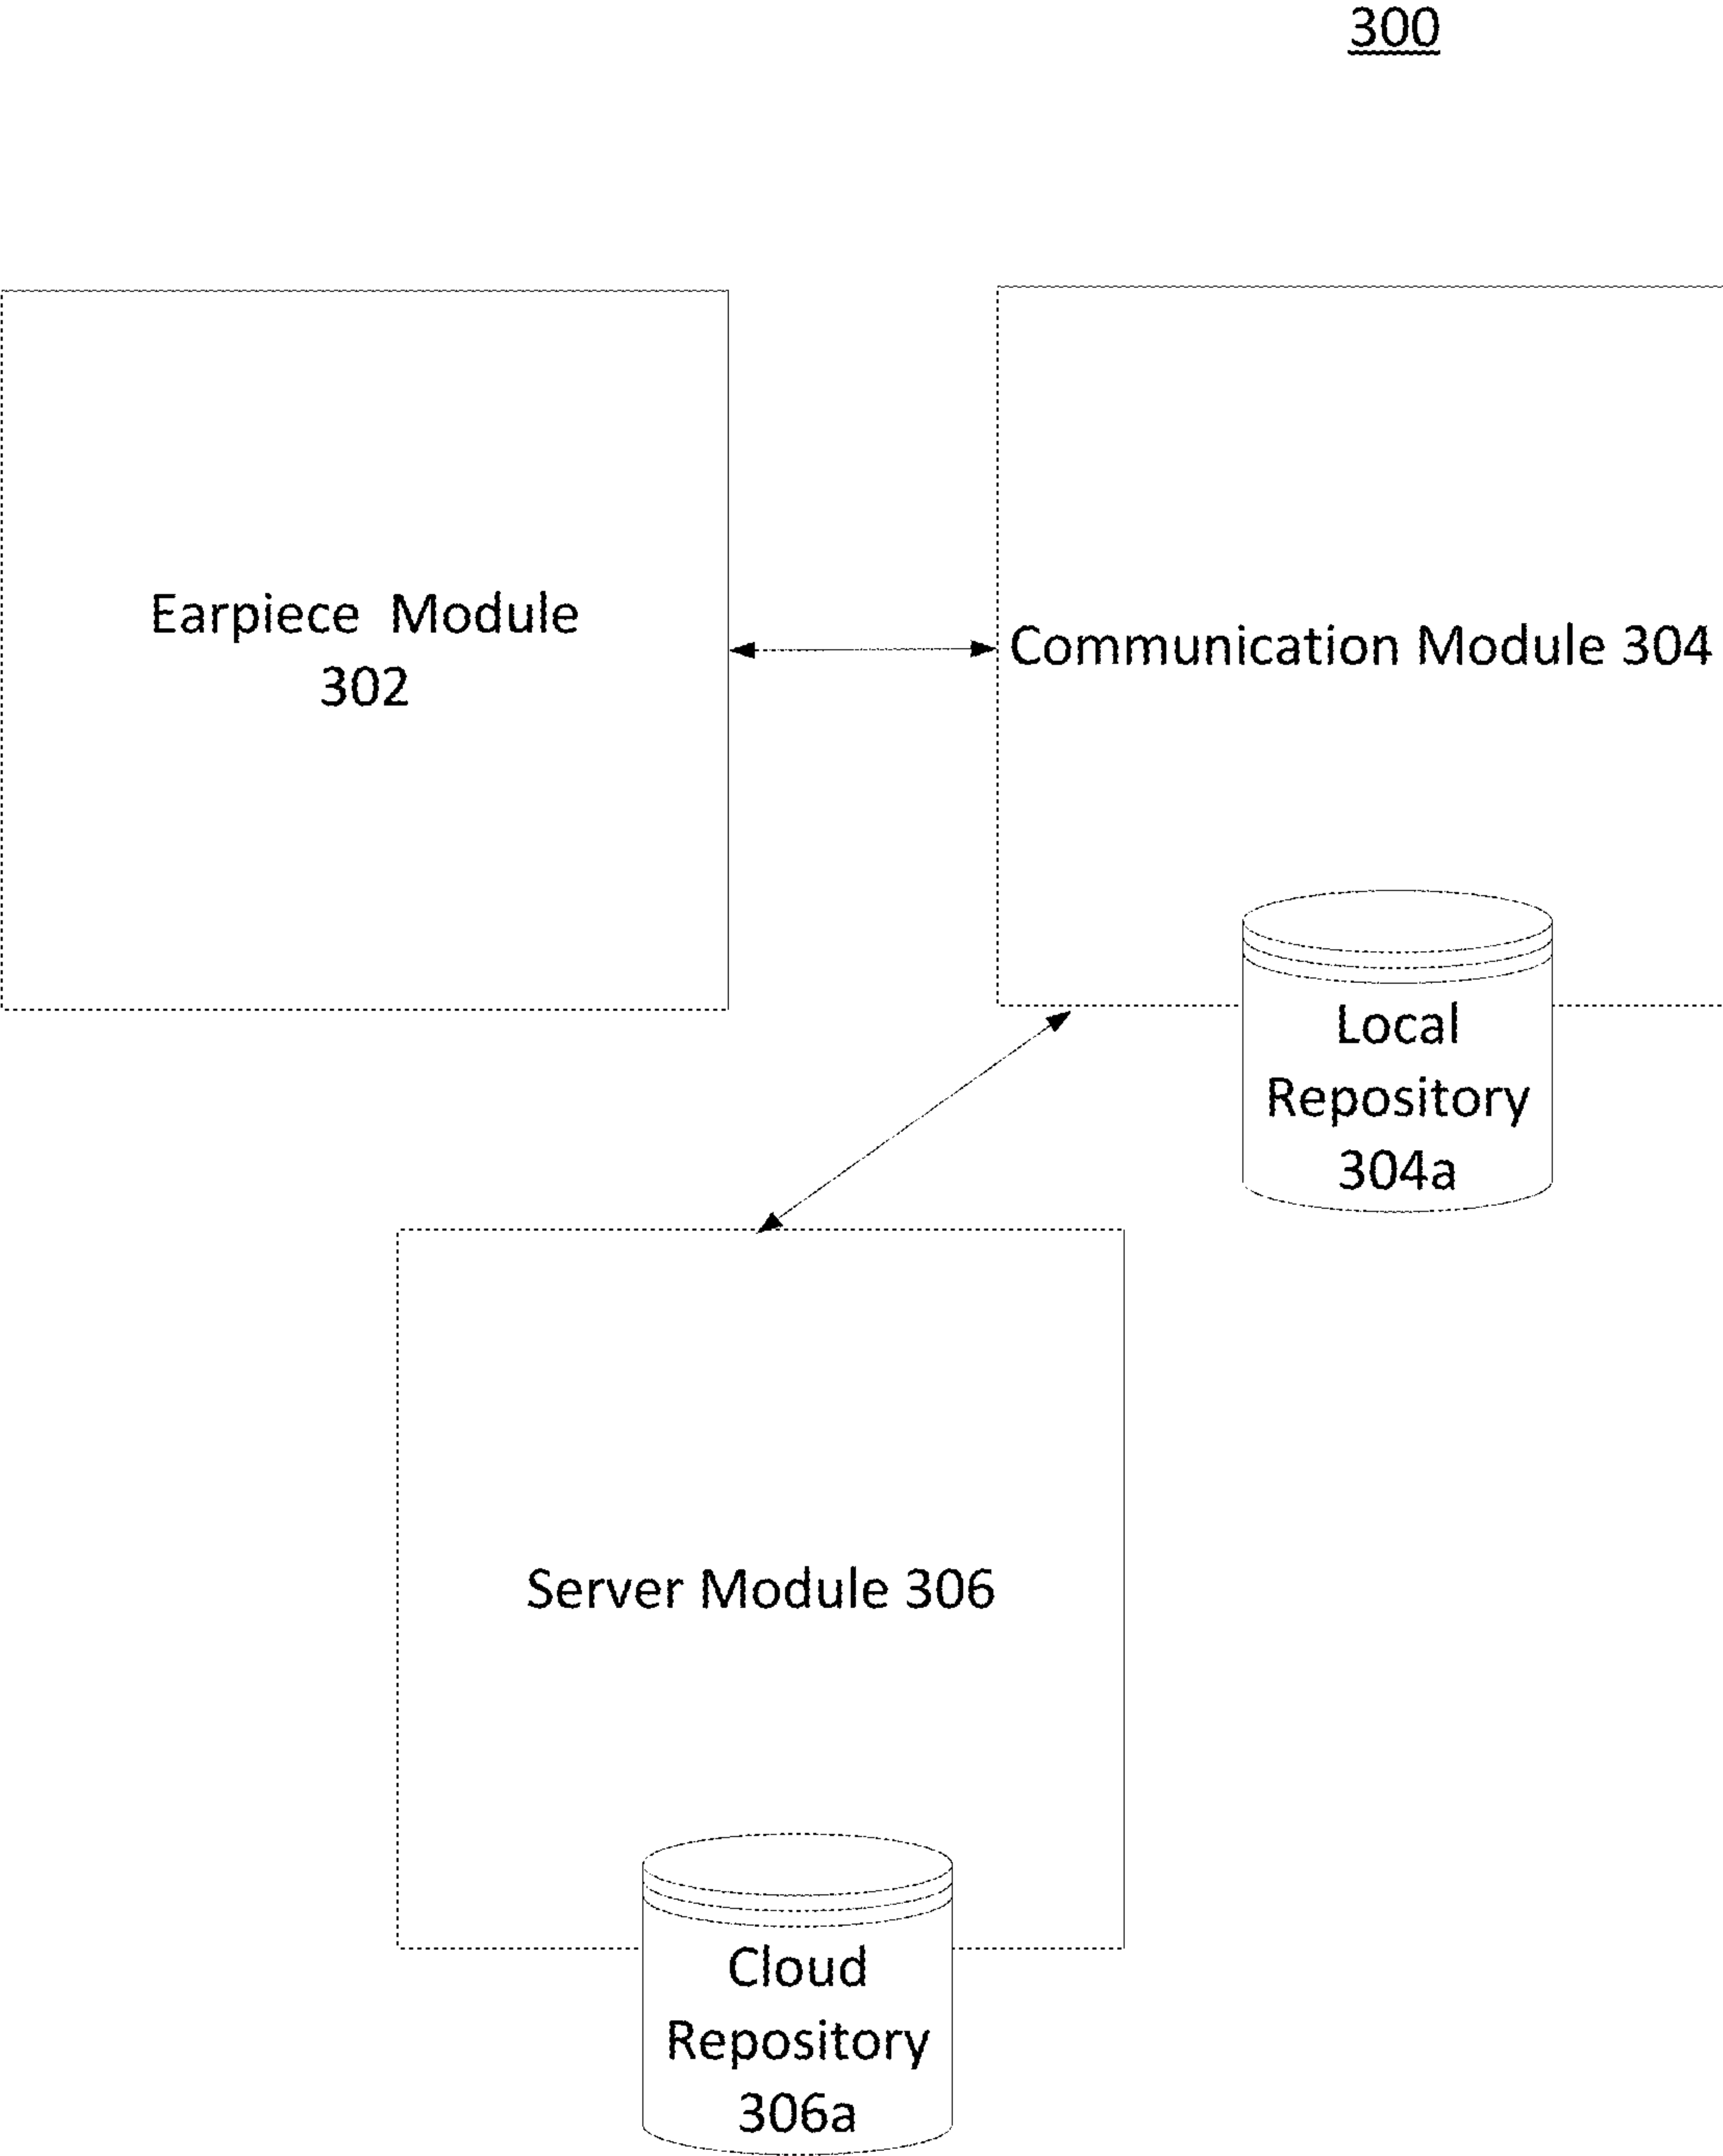 300
Earpiece Module
302
Communication Module 304
Local
Repository
304a
Server Module 306
Cloud
Repository
306a